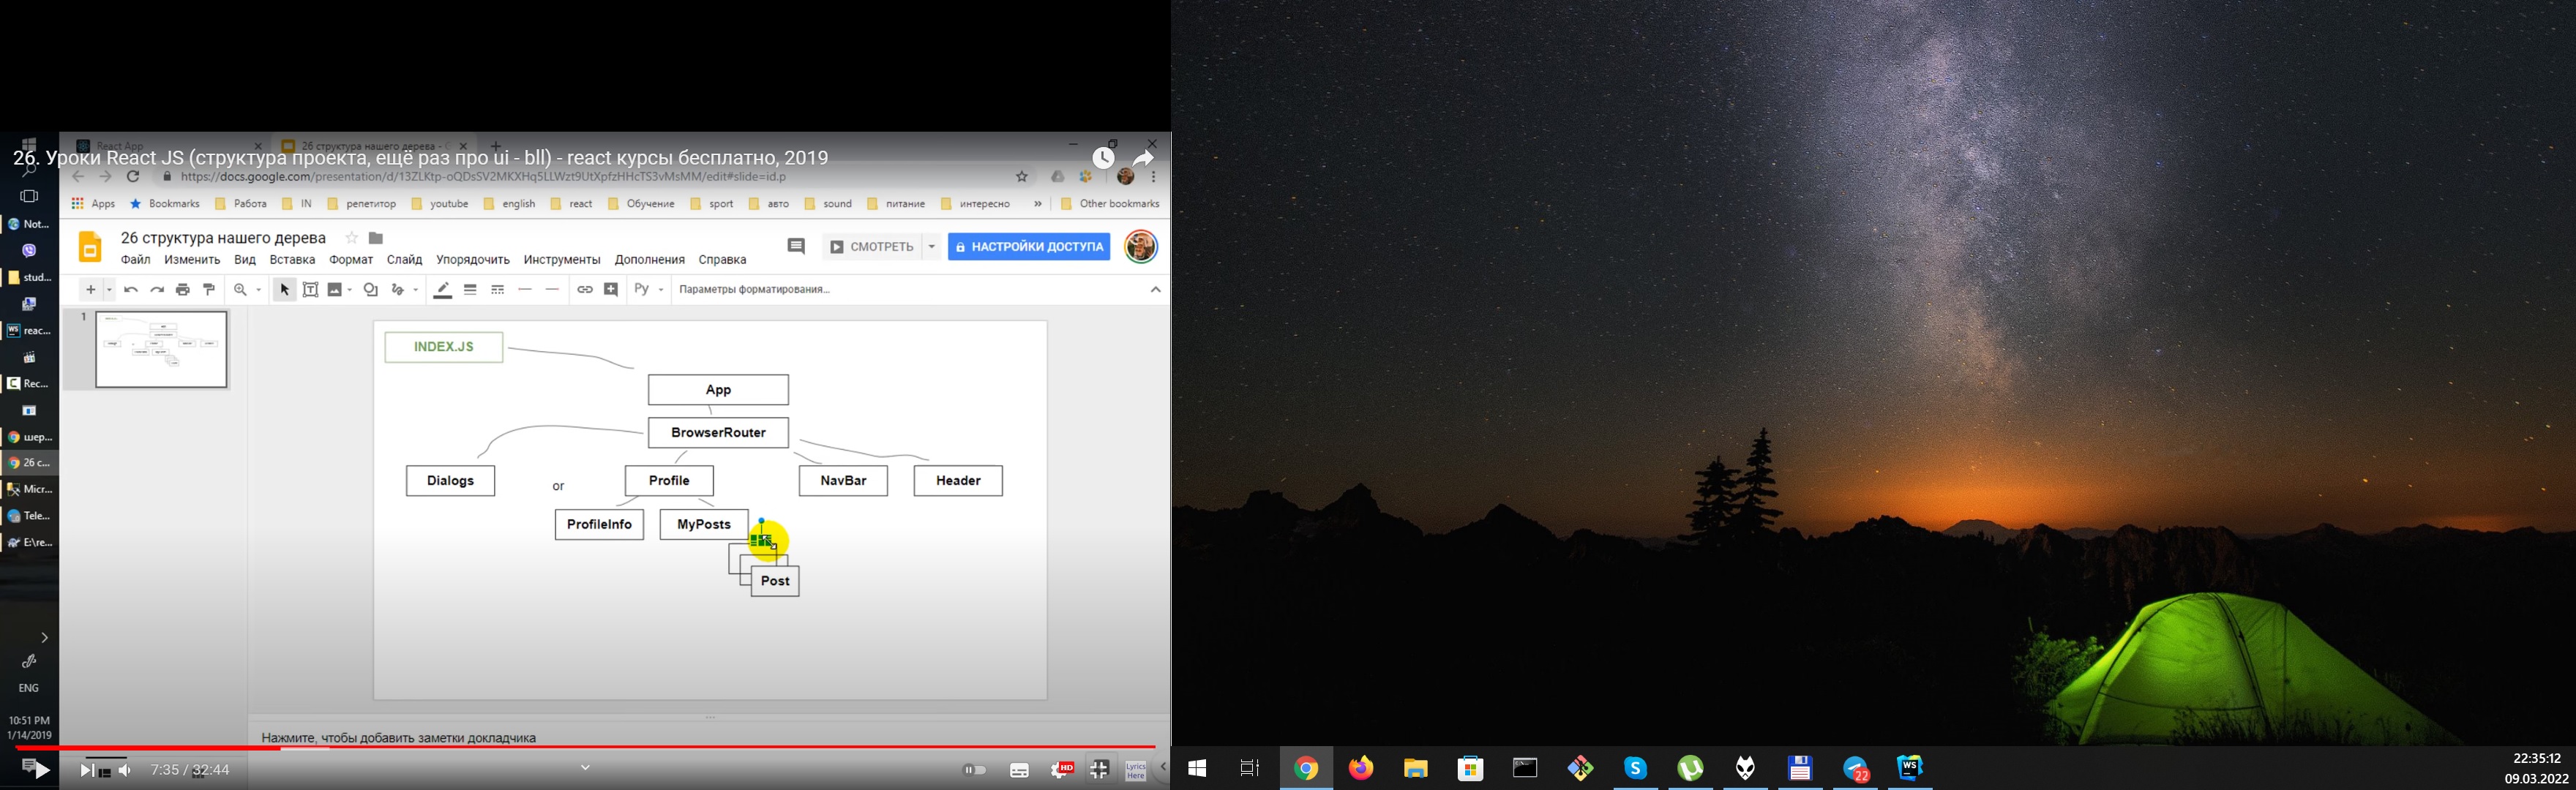 React App
26 структура нашего дерева - G
26. Уроки React JS (структура проекта, ещё раз про ui - bll) - react курсы бесплатно, 2019
https://docs.google.com/presentation/d/13ZLKtp-oQDsSV2MKXHq5LLWzt9UtXpfzHHcTS3vMsMM/edit#slide=id.p
Apps Bookmarks Работа IN репетитор youtube english react Обучение sport авто sound питание интересно » Other bookmarks
Not...
stud...
reac...
Rec...
шер...
26 с...
Micr...
Tele...
E:\re...
ENG
10:51 PM
1/14/2019
26 структура нашего дерева
СМОТРЕТЬ
НАСТРОЙКИ ДОСТУПА
Файл Изменить Вид Вставка Формат Слайд Упорядочить Инструменты Дополнения Справка
Ру
Параметры форматирования...
1
INDEX.JS
App
BrowserRouter
Dialogs
or
Profile
NavBar
Header
ProfileInfo
MyPosts
Post
Нажмите, чтобы добавить заметки докладчика
7:35 / 32:44
HD
Lyrics
Here
S
22
WS
22:35:12
09.03.2022